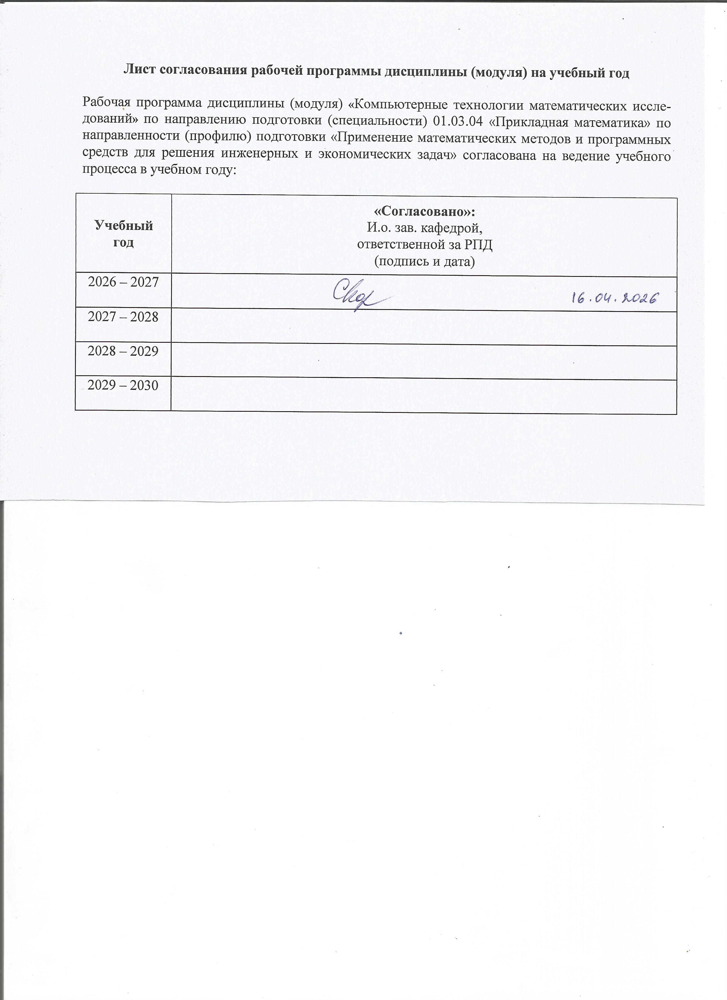 Лист согласования рабочей программы дисциплины (модуля) на учебный год
Рабочая программа дисциплины (модуля) «Компьютерные технологии математических иссле-
дований» по направлению подготовки (специальности) 01.03.04 «Прикладная математика» по
направленности (профилю) подготовки «Применение математических методов и программных
средств для решения инженерных и экономических задач» согласована на ведение учебного
процесса в учебном году:
Учебный
год
«Согласовано»:
И.о. зав. кафедрой,
ответственной за РПД
(подпись и дата)
2026 – 2027
16.04.2026
2027 – 2028
2028 – 2029
2029 – 2030